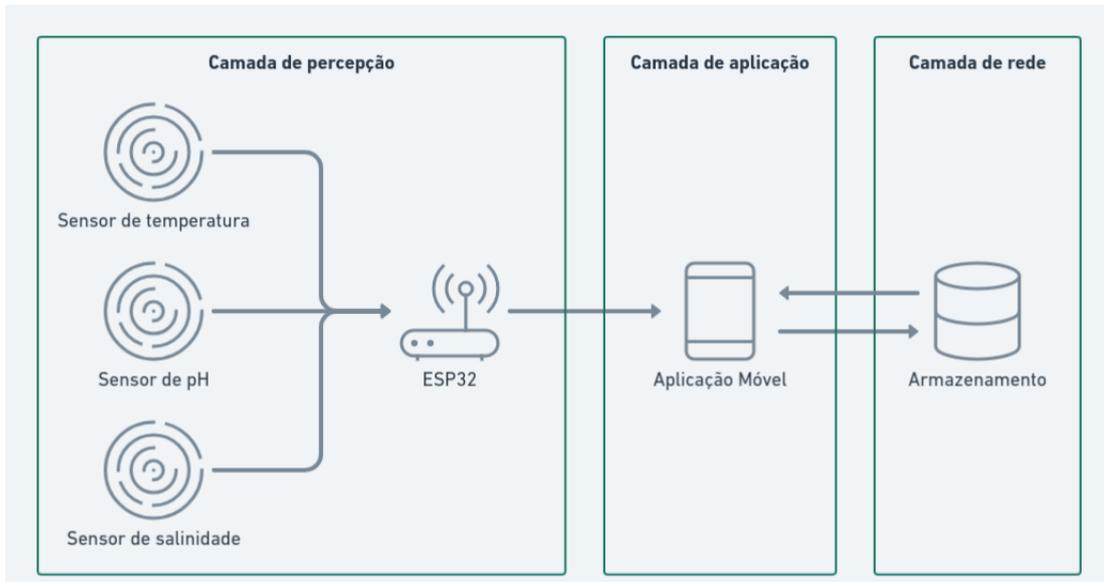 Camada de percepção
Sensor de temperatura
Sensor de pH
Sensor de salinidade
ESP32
Camada de aplicação
Aplicação Móvel
Camada de rede
Armazenamento